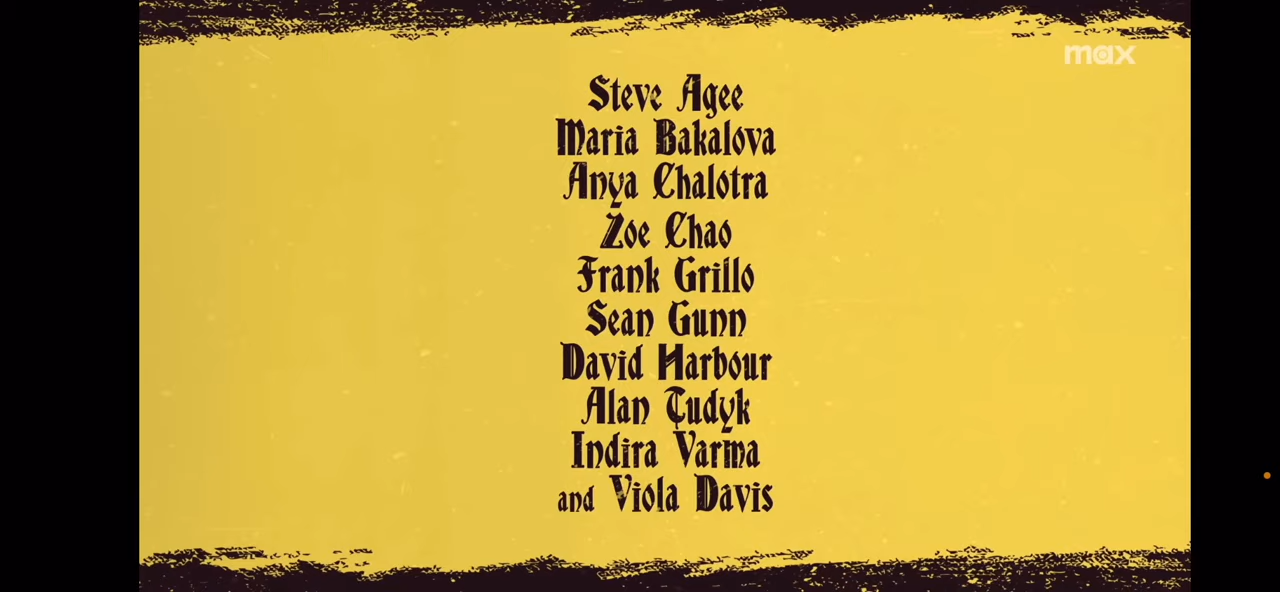 max
Steve Agee
Maria Bakalova
Anya Chalotra
Zoe Chao
Frank Grillo
Sean Gunn
David Harbour
Alan Tudyk
Indira Varma
and Viola Davis